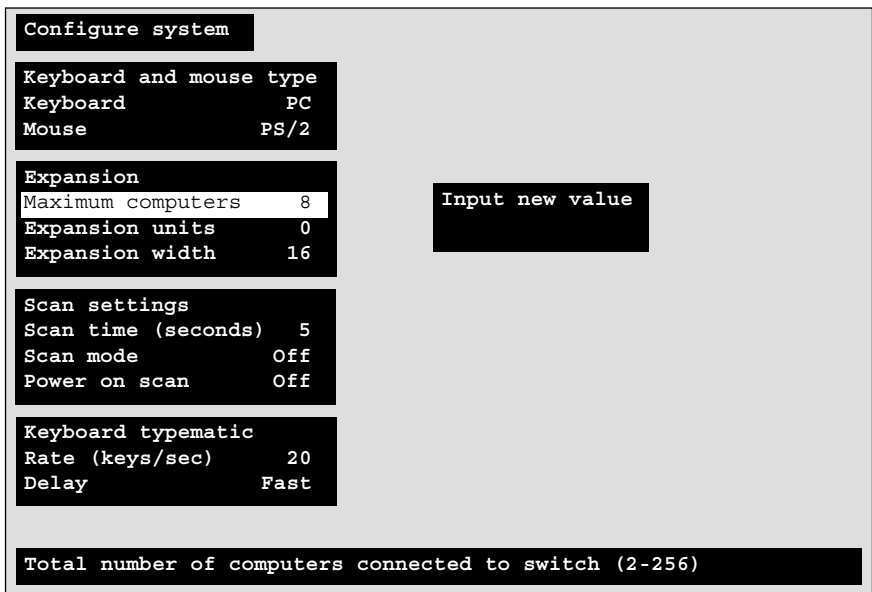 Configure system
Keyboard and mouse type
Keyboard PC
Mouse PS/2
Expansion
Maximum computers 8
Expansion units 0
Expansion width 16
Input new value
Scan settings
Scan time (seconds) 5
Scan mode Off
Power on scan Off
Keyboard typematic
Rate (keys/sec) 20
Delay Fast
Total number of computers connected to switch (2-256)